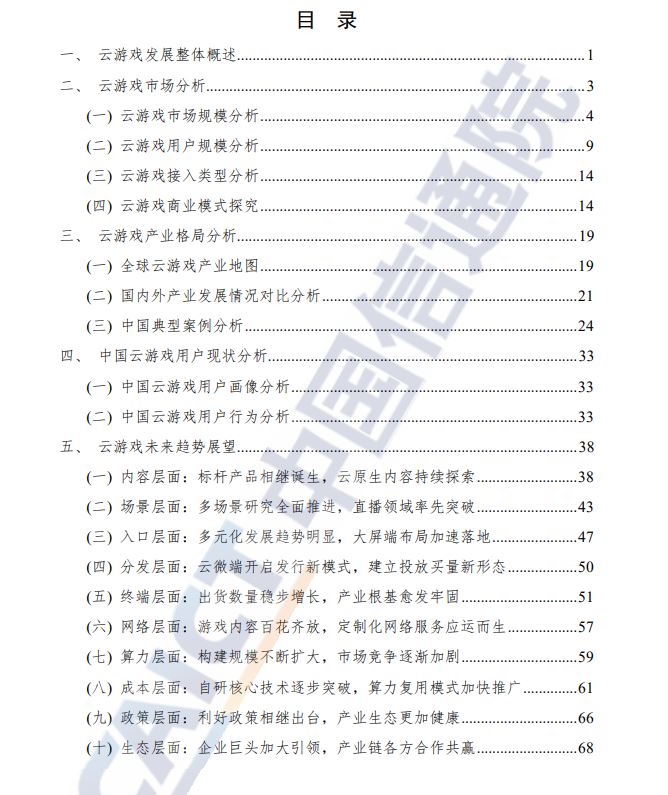 目 录
一、 云游戏发展整体概述........1
二、 云游戏市场分析........3
(一) 云游戏市场规模分析........4
(二) 云游戏用户规模分析........9
(三) 云游戏接入类型分析........14
(四) 云游戏商业模式探究........14
三、 云游戏产业格局分析........19
(一) 全球云游戏产业地图........19
(二) 国内外产业发展情况对比分析........21
(三) 中国典型案例分析........24
四、 中国云游戏用户现状分析........33
(一) 中国云游戏用户画像分析........33
(二) 中国云游戏用户行为分析........33
五、 云游戏未来趋势展望........38
(一) 内容层面：标杆产品相继诞生，云原生内容持续探索........38
(二) 场景层面：多场景研究全面推进，直播领域率先突破........43
(三) 入口层面：多元化发展趋势明显，大屏端布局加速落地........47
(四) 分发层面：云微端开启发行新模式，建立投放买量新形态........50
(五) 终端层面：出货数量稳步增长，产业根基愈发牢固........51
(六) 网络层面：游戏内容百花齐放，定制化网络服务应运而生........57
(七) 算力层面：构建规模不断扩大，市场竞争逐渐加剧........59
(八) 成本层面：自研核心技术逐步突破，算力复用模式加快推广........61
(九) 政策层面：利好政策相继出台，产业生态更加健康........66
(十) 生态层面：企业巨头加大引领，产业链各方合作共赢........68
CAICT 中国信通院